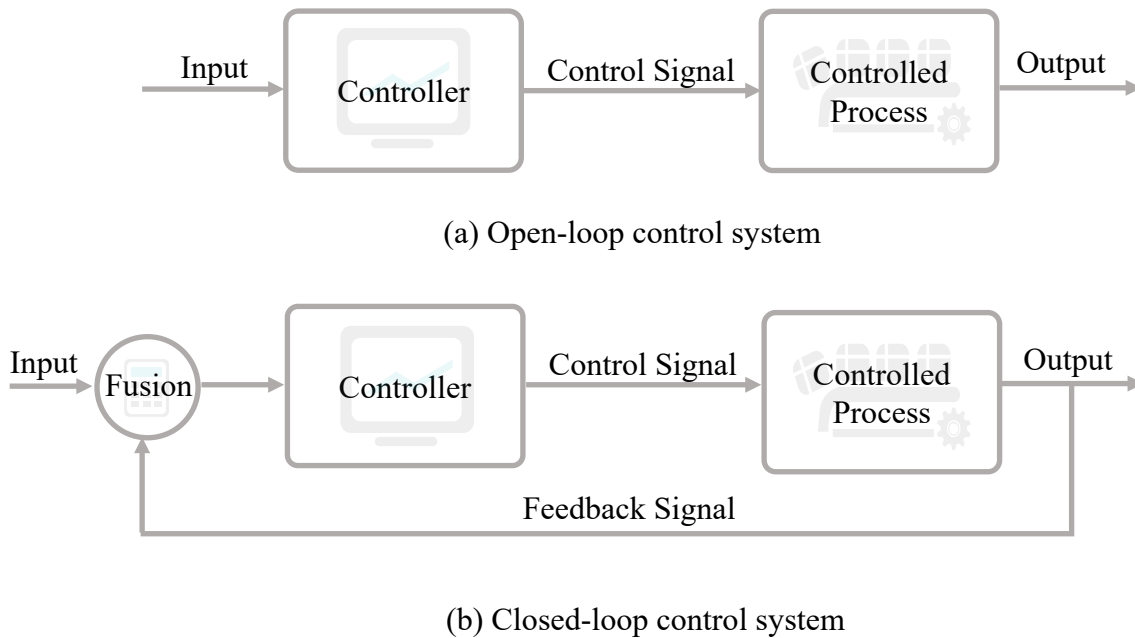 Input
Controller
Control Signal
Controlled
Process
Output
(a) Open-loop control system
Input
Fusion
Controller
Control Signal
Controlled
Process
Output
Feedback Signal
(b) Closed-loop control system